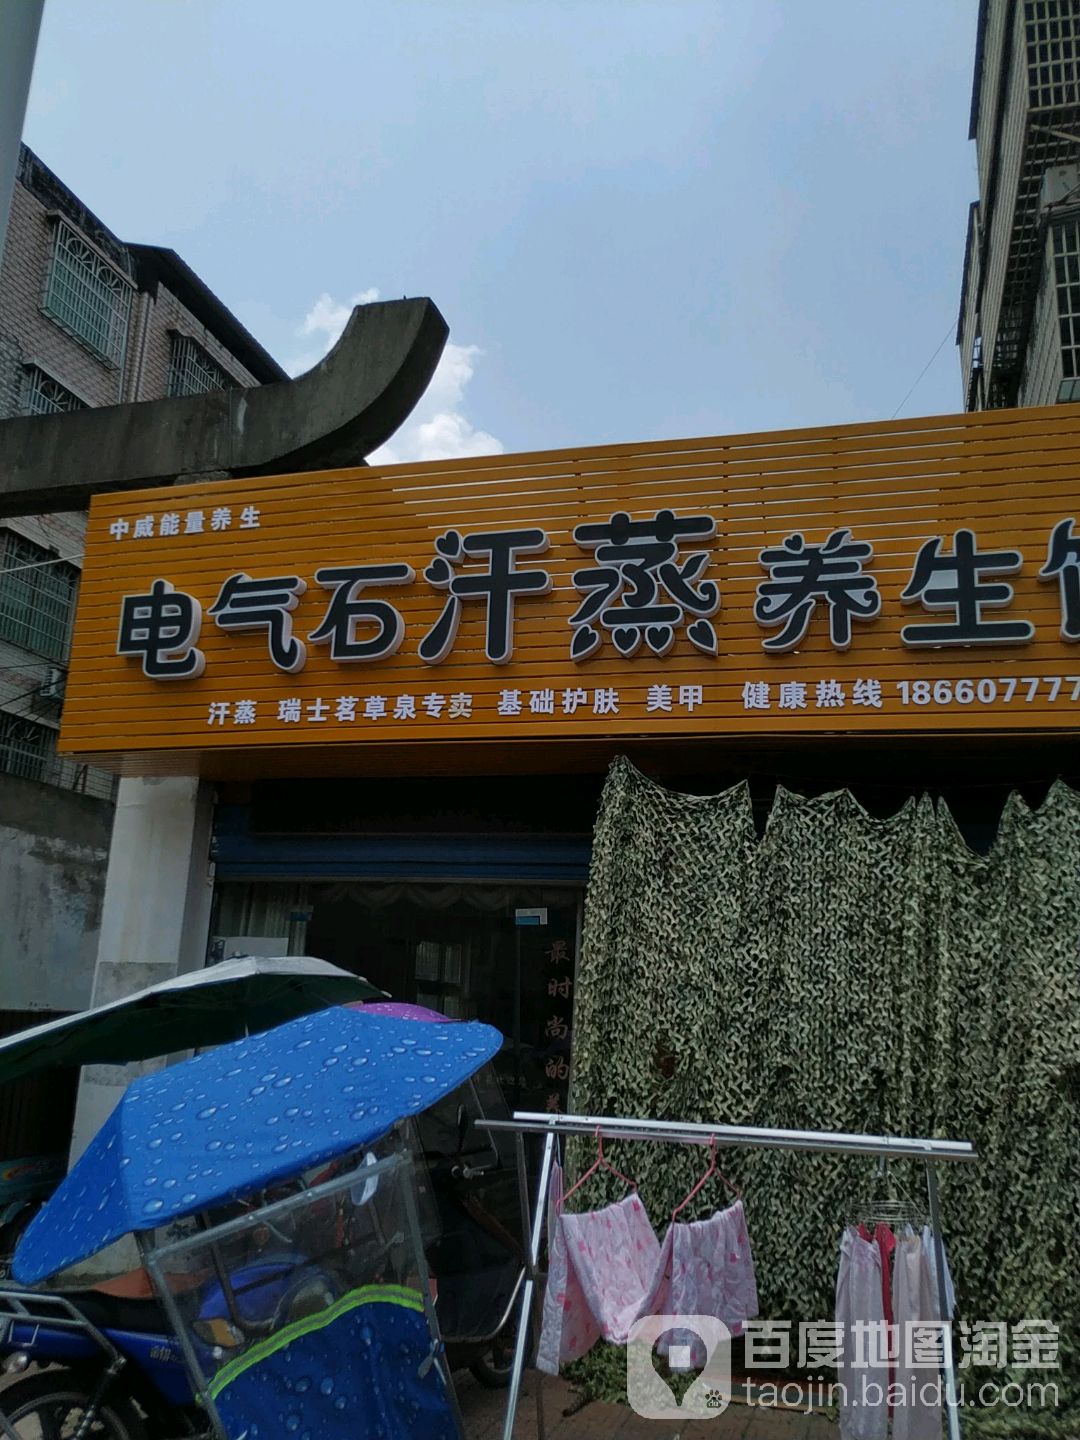 中威能量养生
电气石汗蒸 养生馆
汗蒸 瑞士茗草泉专卖 基础护肤 美甲 健康热线 186607777
最时尚的
百度地图淘金
taojin.baidu.com